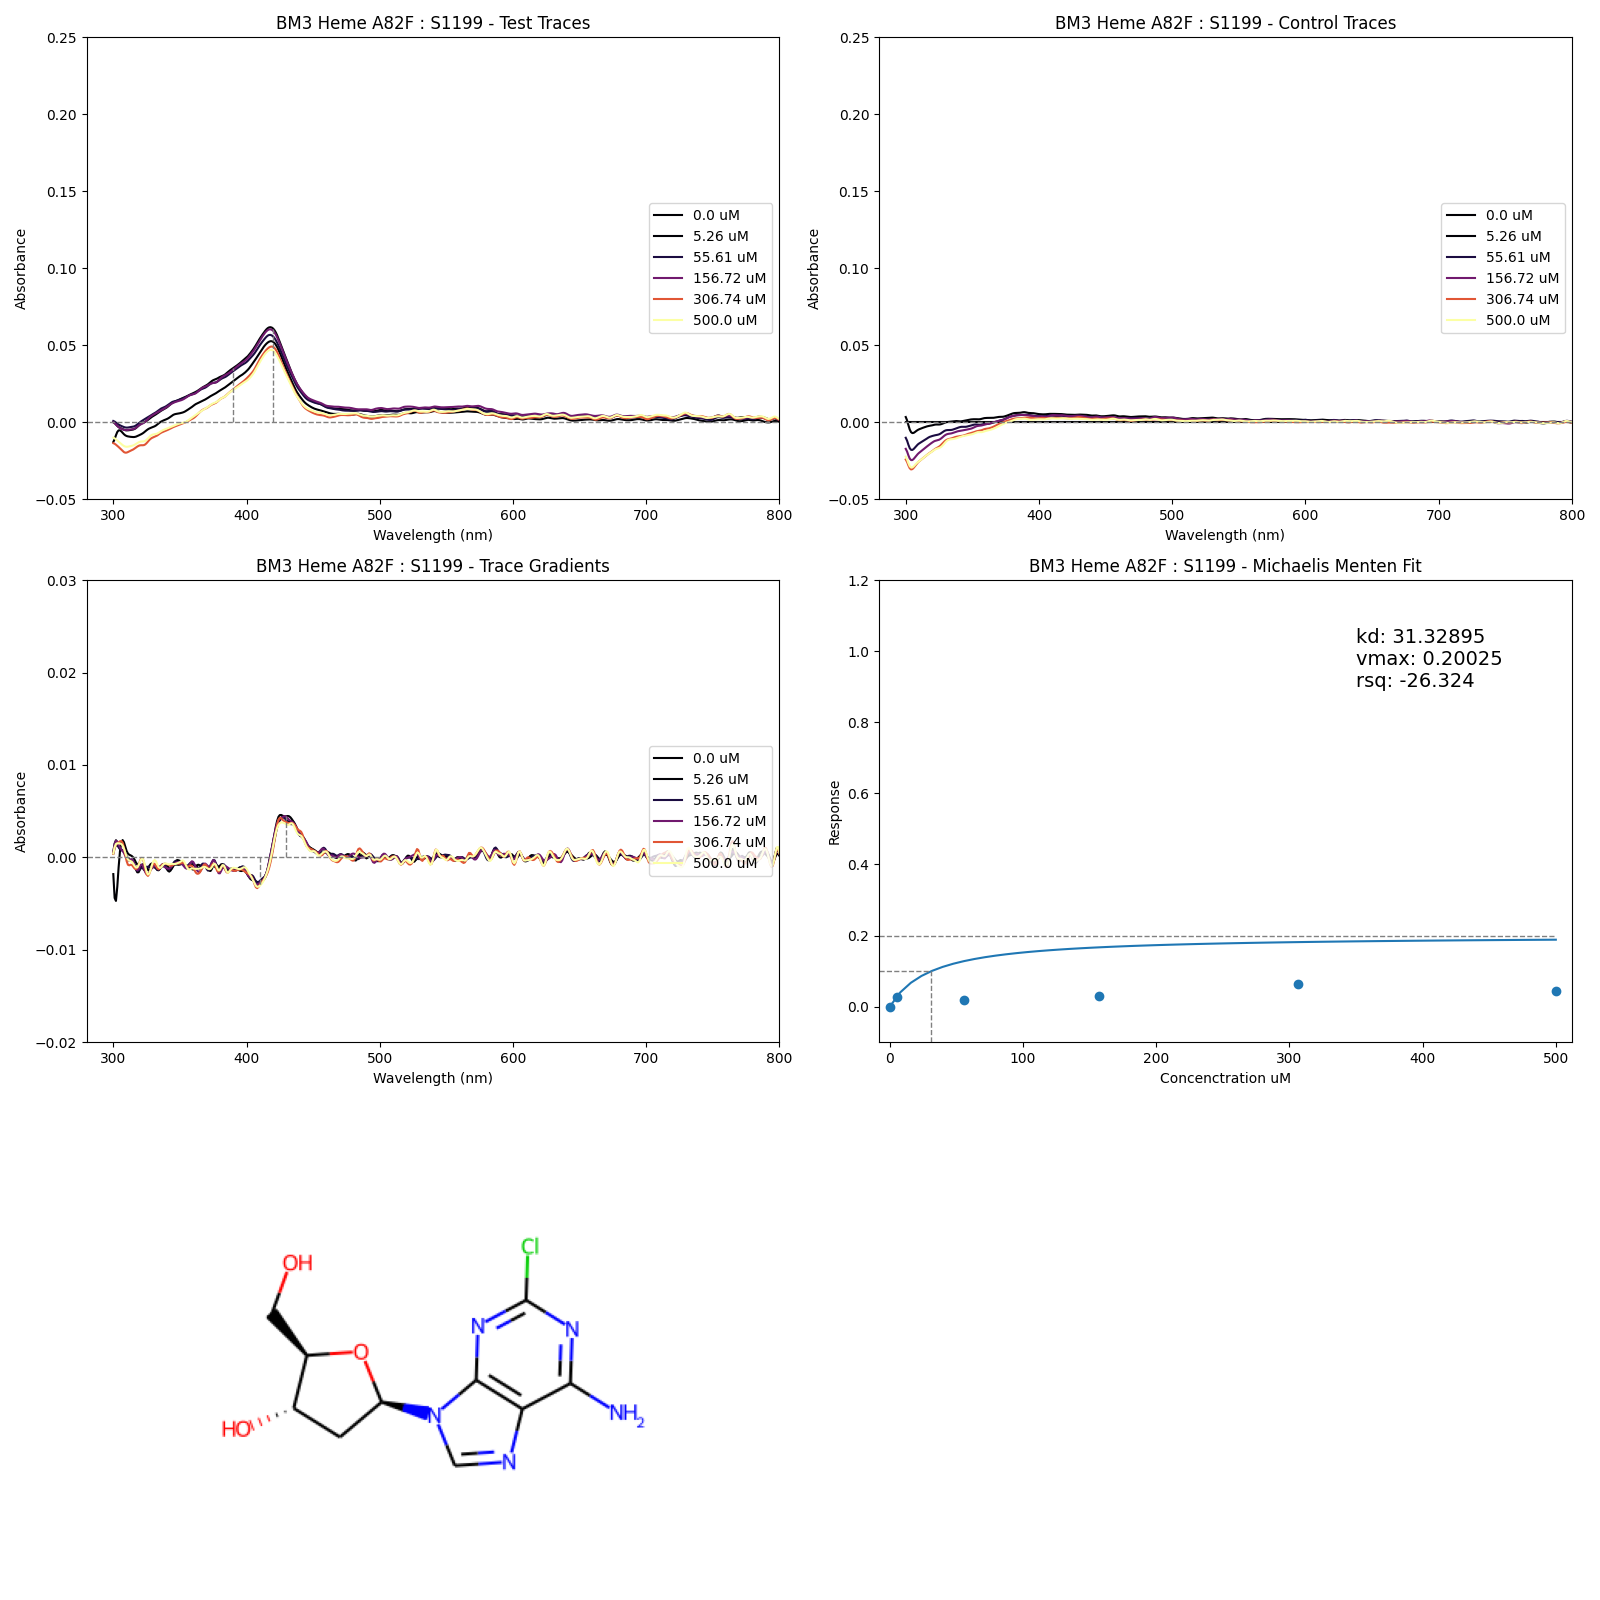 BM3 Heme A82F : S1199 - Test Traces
0.25
0.20
0.15
0.10
0.05
0.00
−0.05
Absorbance
300
400
500
600
700
800
Wavelength (nm)
0.0 uM
5.26 uM
55.61 uM
156.72 uM
306.74 uM
500.0 uM
BM3 Heme A82F : S1199 - Control Traces
0.25
0.20
0.15
0.10
0.05
0.00
−0.05
Absorbance
300
400
500
600
700
800
Wavelength (nm)
0.0 uM
5.26 uM
55.61 uM
156.72 uM
306.74 uM
500.0 uM
BM3 Heme A82F : S1199 - Trace Gradients
0.03
0.02
0.01
0.00
−0.01
−0.02
Absorbance
300
400
500
600
700
800
Wavelength (nm)
0.0 uM
5.26 uM
55.61 uM
156.72 uM
306.74 uM
500.0 uM
BM3 Heme A82F : S1199 - Michaelis Menten Fit
1.2
1.0
0.8
0.6
0.4
0.2
0.0
Response
kd: 31.32895
vmax: 0.20025
rsq: -26.324
0
100
200
300
400
500
Concenctration uM
Cl
OH
N
N
O
HO
N
NH2
N